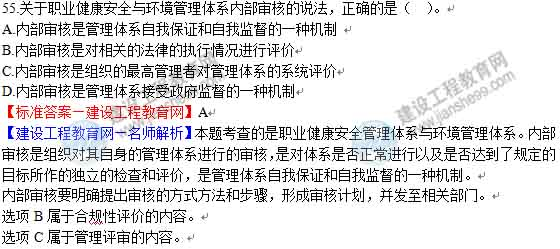 55.关于职业健康安全与环境管理体系内部审核的说法，正确的是（　）。
A.内部审核是管理体系自我保证和自我监督的一种机制
B.内部审核是对相关的法律的执行情况进行评价
C.内部审核是组织的最高管理者对管理体系的系统评价
D.内部审核是管理体系接受政府监督的一种机制
【标准答案－建设工程教育网】A
【建设工程教育网－名师解析】本题考查的是职业健康安全管理体系与环境管理体系。内部
审核是组织对其自身的管理体系进行的审核，是对体系是否正常进行以及是否达到了规定的
目标所作的独立的检查和评价，是管理体系自我保证和自我监督的一种机制。
内部审核要明确提出审核的方式方法和步骤，形成审核计划，并发至相关部门。
选项 B 属于合规性评价的内容。
选项 C 属于管理评审的内容。
建设工程教育网
www.jianshe99.com
建设工程教育网
www.jianshe99.com